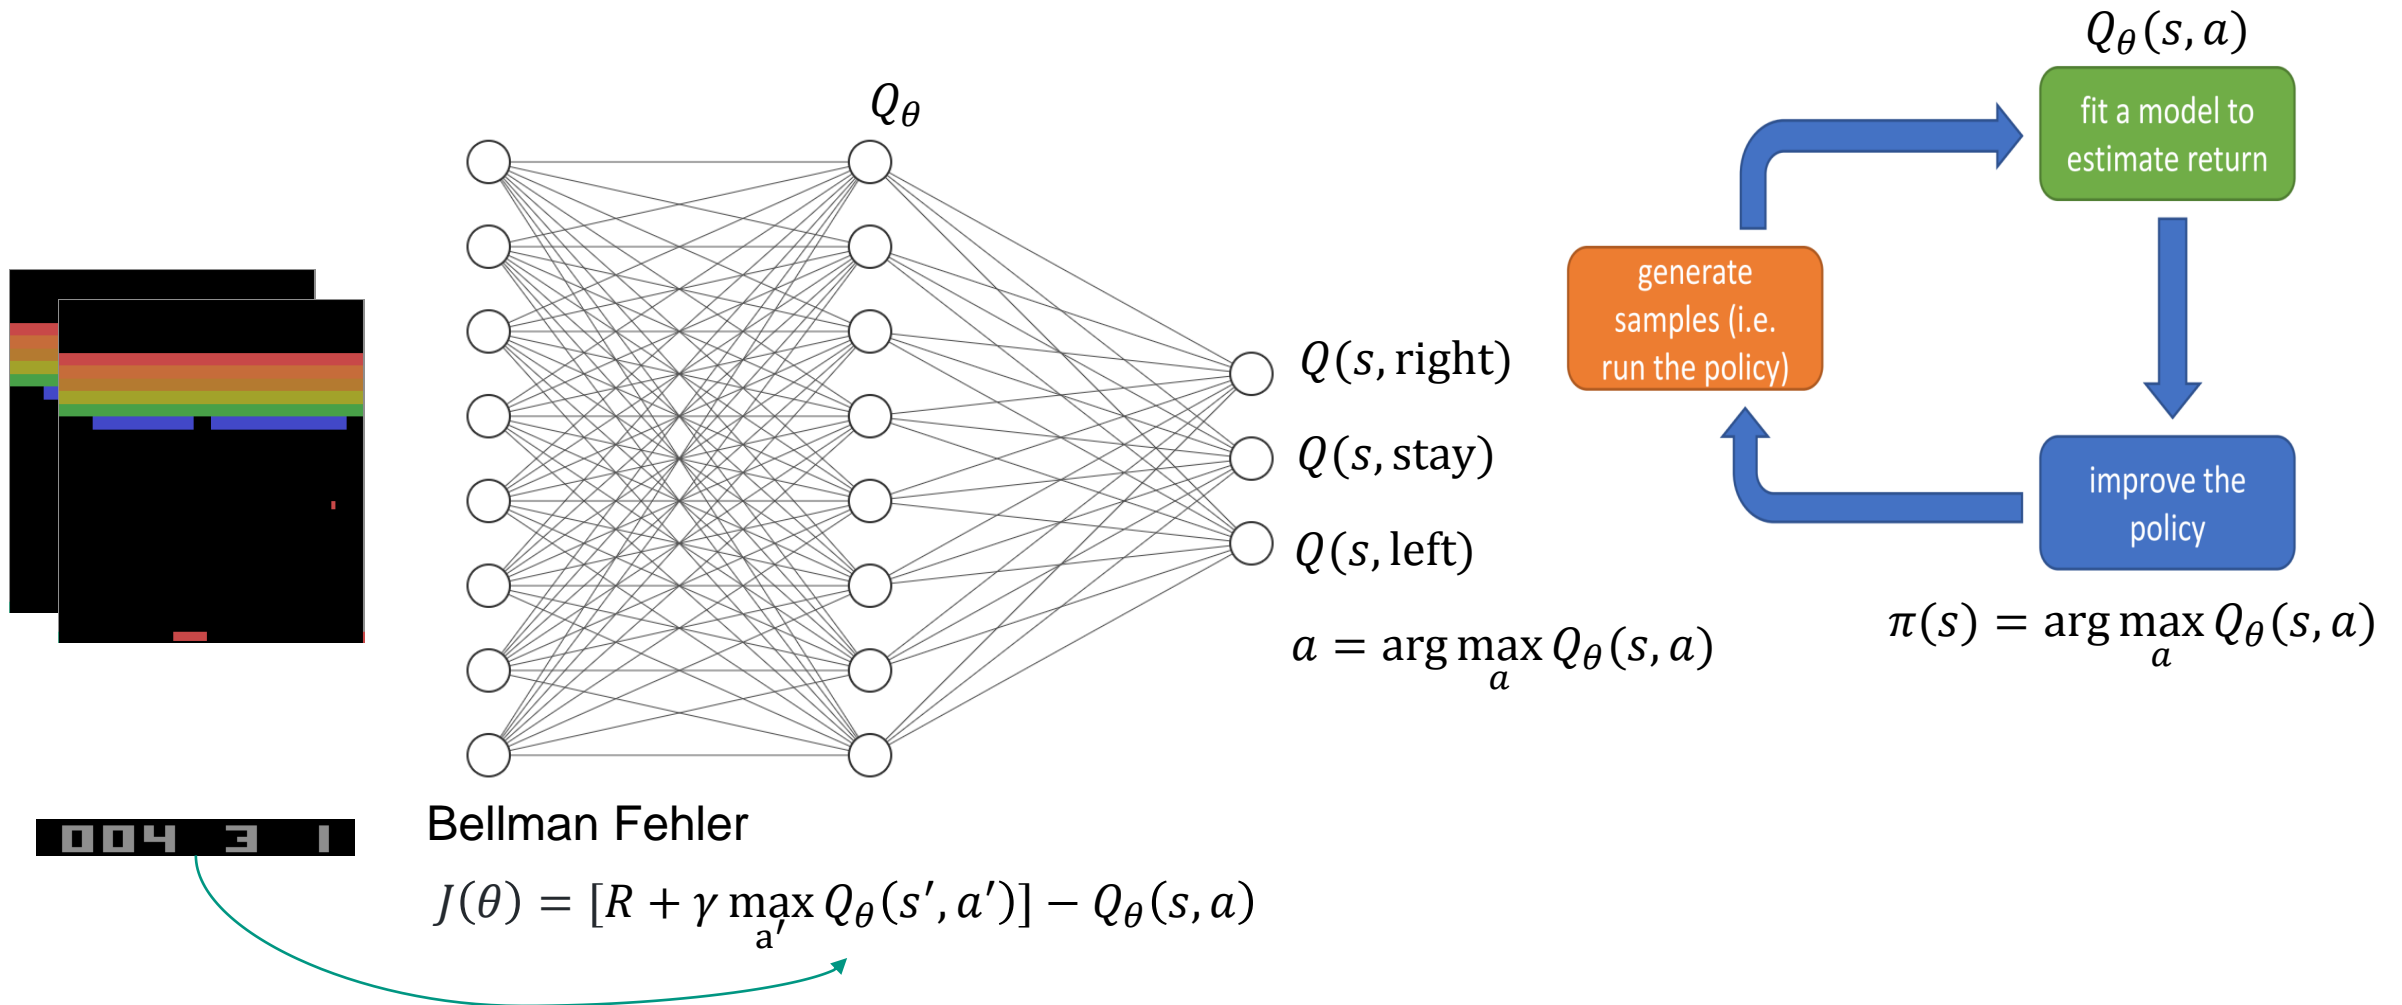 Q_θ
Q(s, right)
Q(s, stay)
Q(s, left)
a = arg max_a Q_θ(s, a)
004 3 1
Bellman Fehler
J(θ) = [R + γ max_a′ Q_θ(s′, a′)] − Q_θ(s, a)
Q_θ(s, a)
fit a model to
estimate return
generate
samples (i.e.
run the policy)
improve the
policy
π(s) = arg max_a Q_θ(s, a)